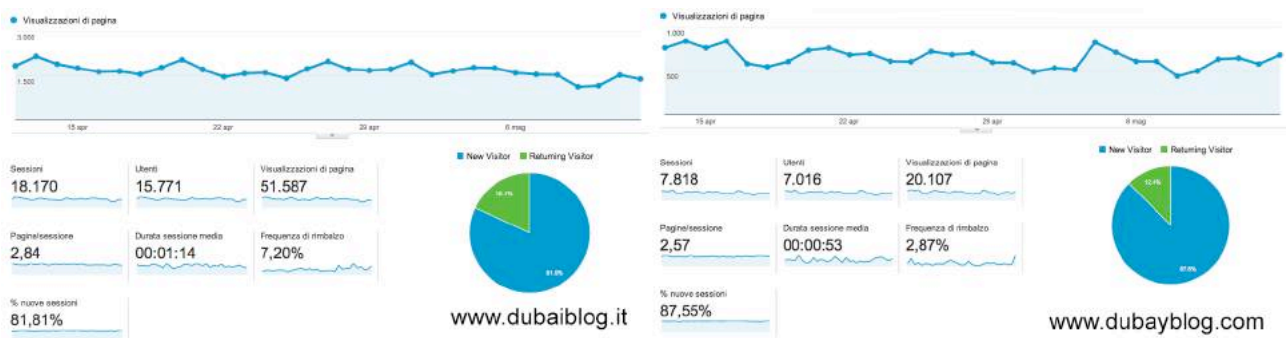 Visualizzazioni di pagina
3.000
1.500
15 apr
22 apr
29 apr
6 mag
Sessioni
18.170
Utenti
15.771
Visualizzazioni di pagina
51.587
Pagine/sessione
2,84
Durata sessione media
00:01:14
Frequenza di rimbalzo
7,20%
% nuove sessioni
81,81%
New Visitor
Returning Visitor
www.dubaiblog.it
Visualizzazioni di pagina
1.000
500
15 apr
22 apr
29 apr
6 mag
Sessioni
7.818
Utenti
7.016
Visualizzazioni di pagina
20.107
Pagine/sessione
2,57
Durata sessione media
00:00:53
Frequenza di rimbalzo
2,87%
% nuove sessioni
87,55%
New Visitor
Returning Visitor
www.dubayblog.com